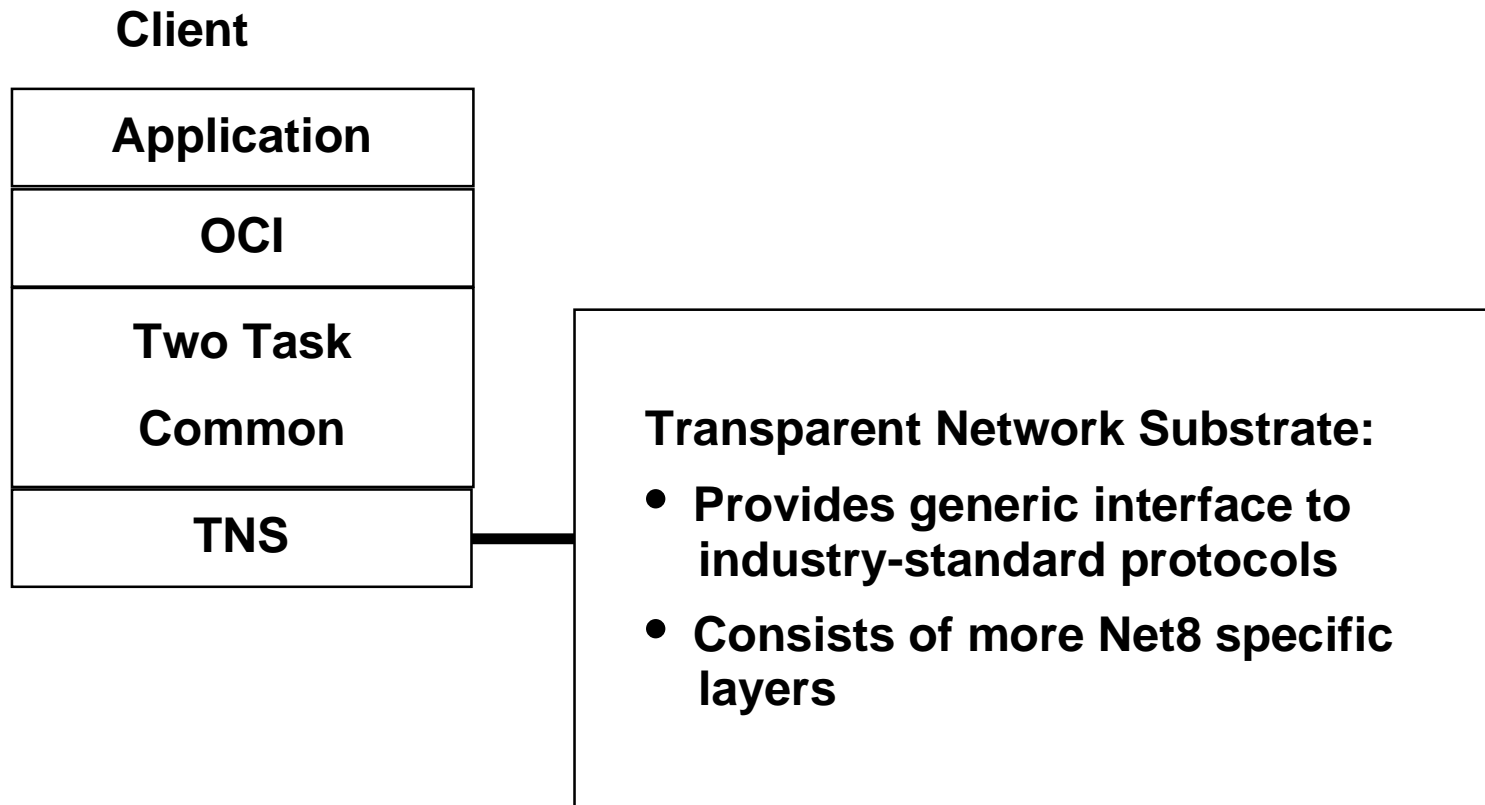 Client
Application
OCI
Two Task
Common
TNS
Transparent Network Substrate:
• Provides generic interface to
industry-standard protocols
• Consists of more Net8 specific
layers